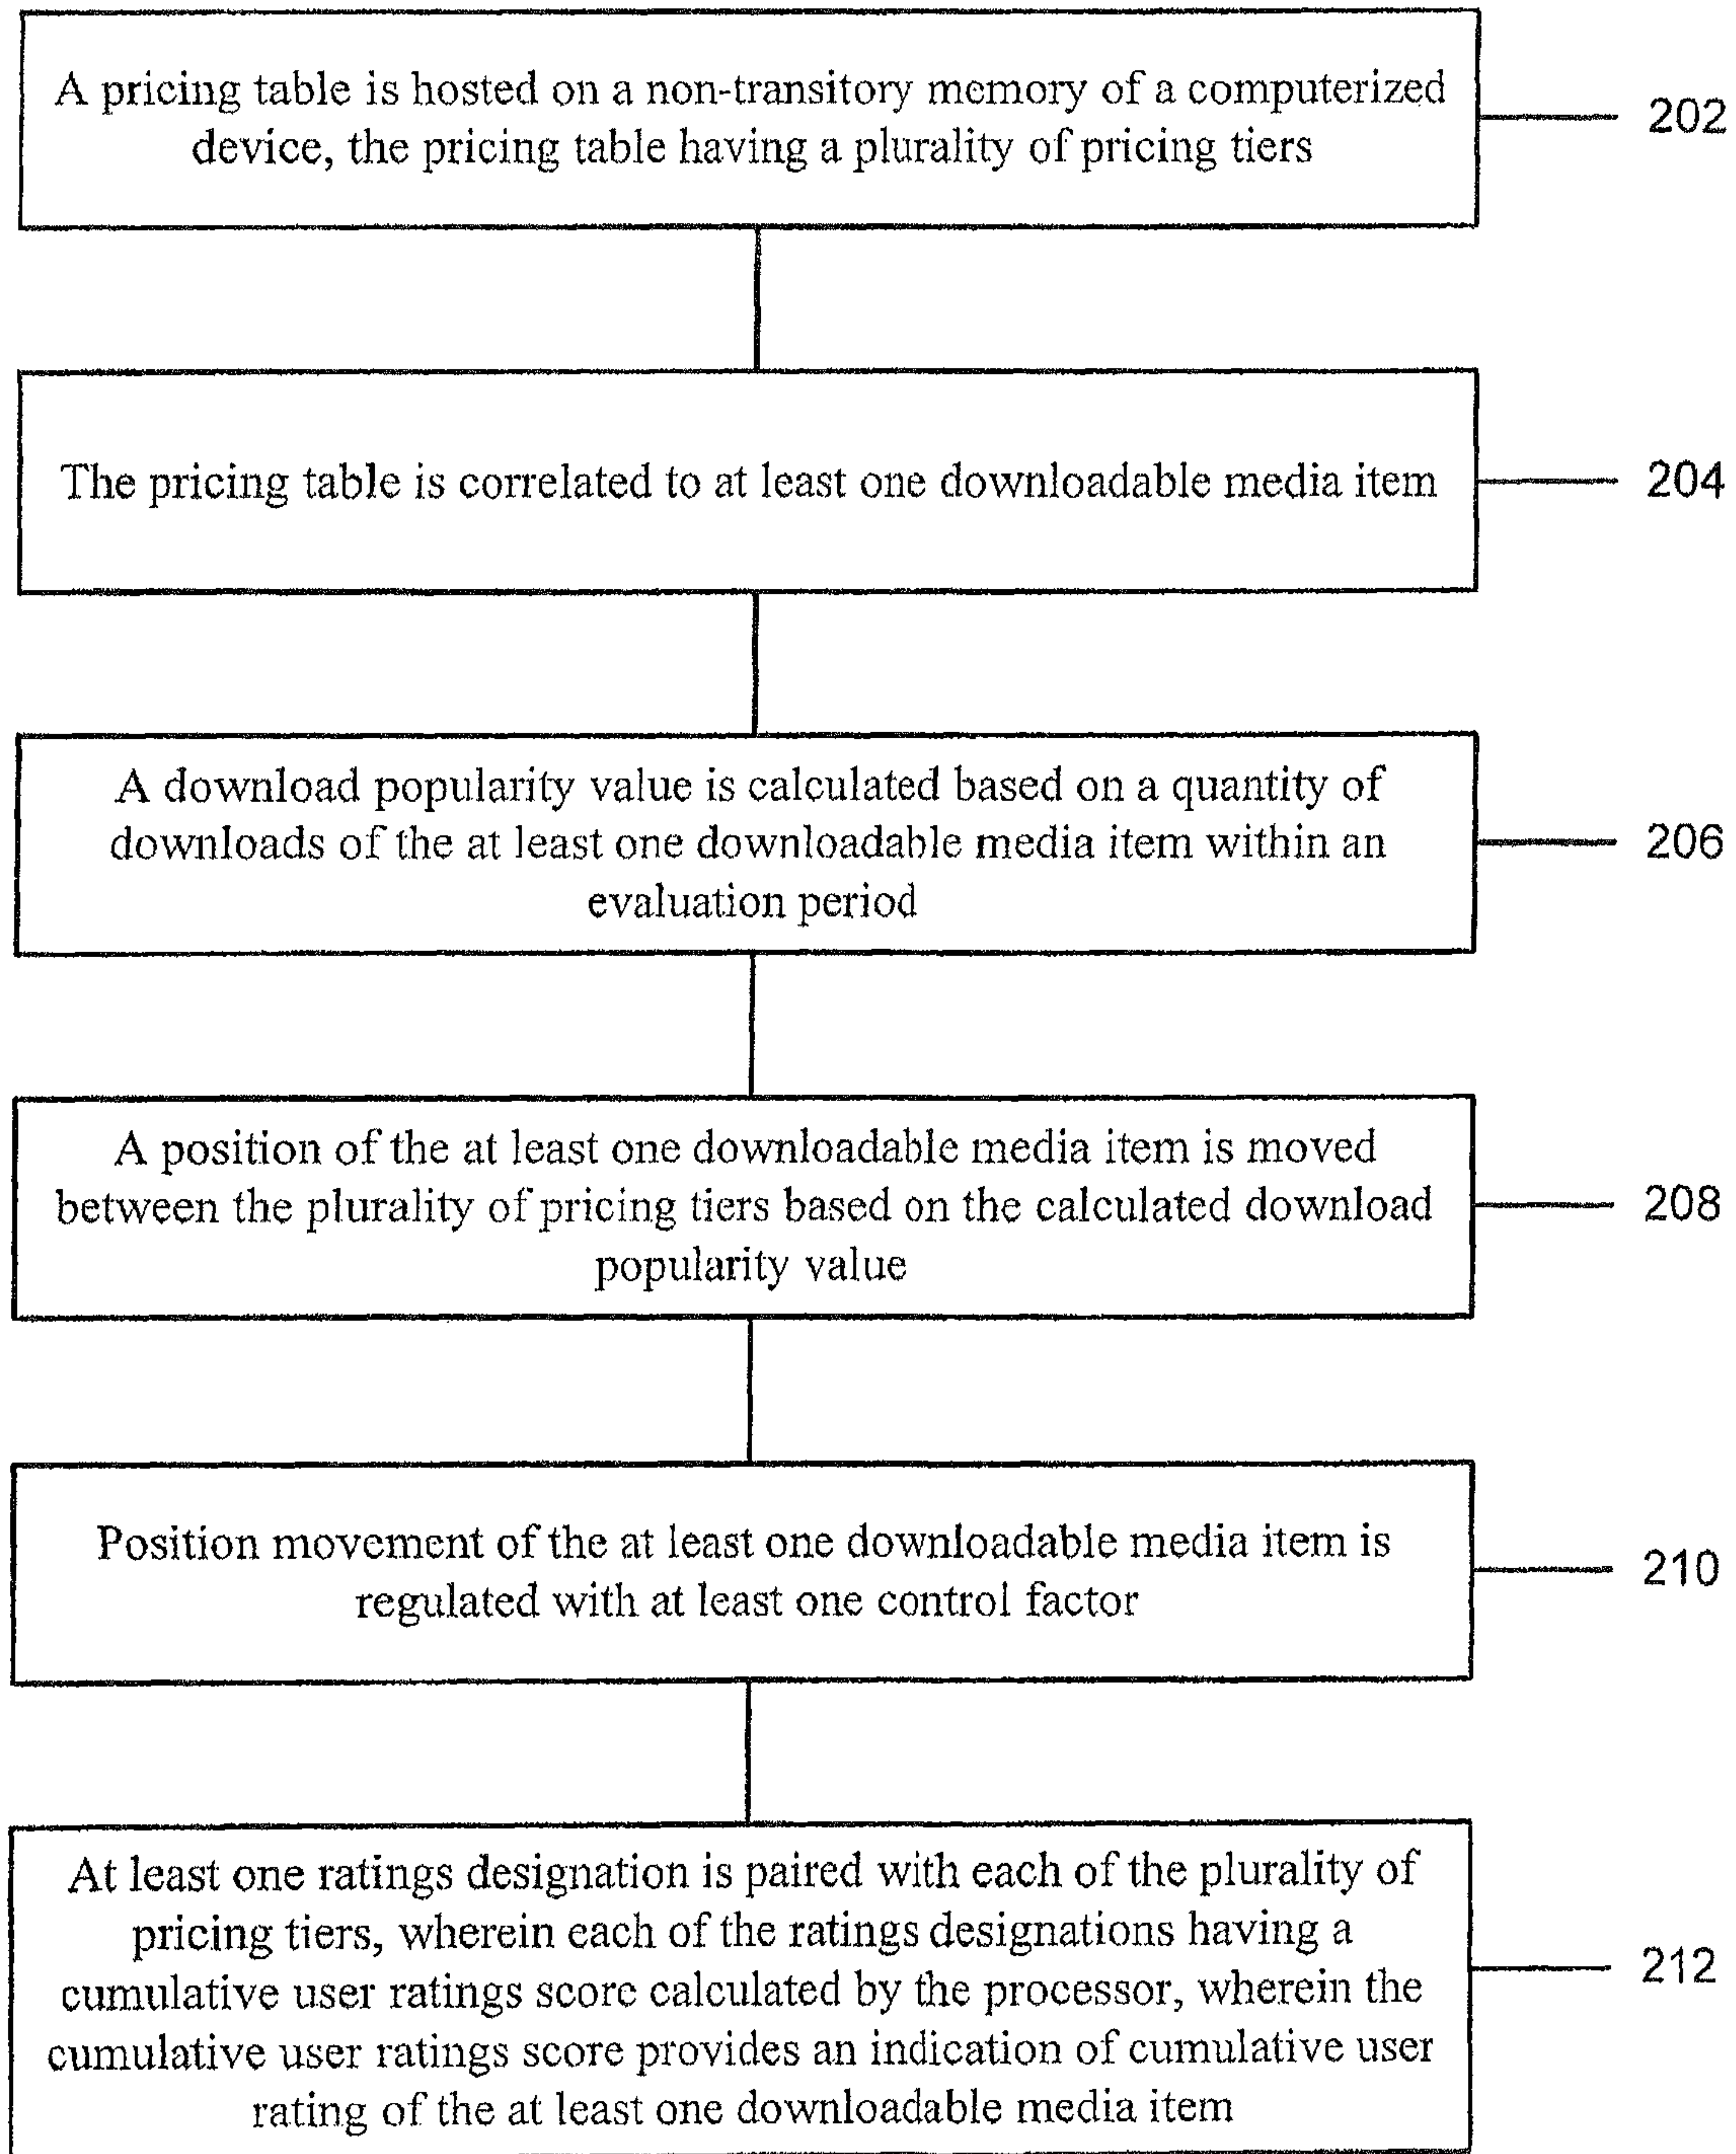 A pricing table is hosted on a non-transitory memory of a computerized
device, the pricing table having a plurality of pricing tiers
202
The pricing table is correlated to at least one downloadable media item
204
A download popularity value is calculated based on a quantity of
downloads of the at least one downloadable media item within an
evaluation period
206
A position of the at least one downloadable media item is moved
between the plurality of pricing tiers based on the calculated download
popularity value
208
Position movement of the at least one downloadable media item is
regulated with at least one control factor
210
At least one ratings designation is paired with each of the plurality of
pricing tiers, wherein each of the ratings designations having a
cumulative user ratings score calculated by the processor, wherein the
cumulative user ratings score provides an indication of cumulative user
rating of the at least one downloadable media item
212